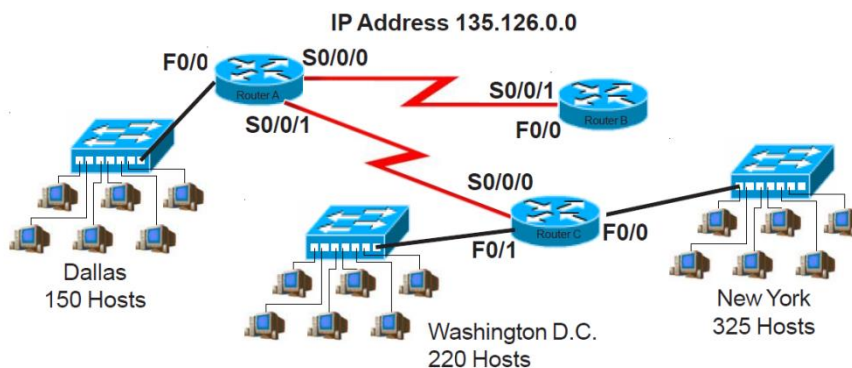 IP Address 135.126.0.0
F0/0
S0/0/0
Router A
S0/0/1
S0/0/1
Router B
F0/0
S0/0/0
Router C
F0/1
F0/0
Dallas
150 Hosts
Washington D.C.
220 Hosts
New York
325 Hosts